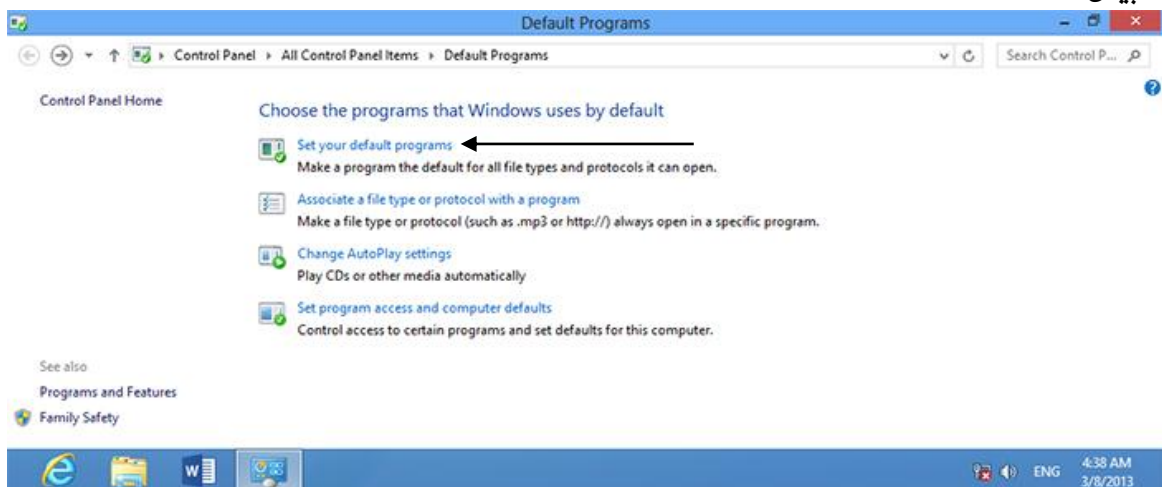 Default Programs
Control Panel All Control Panel Items Default Programs
Search Control P...
Control Panel Home
Choose the programs that Windows uses by default
Set your default programs
Make a program the default for all file types and protocols it can open.
Associate a file type or protocol with a program
Make a file type or protocol (such as .mp3 or http://) always open in a specific program.
Change AutoPlay settings
Play CDs or other media automatically
Set program access and computer defaults
Control access to certain programs and set defaults for this computer.
See also
Programs and Features
Family Safety
ENG
4:38 AM
3/8/2013